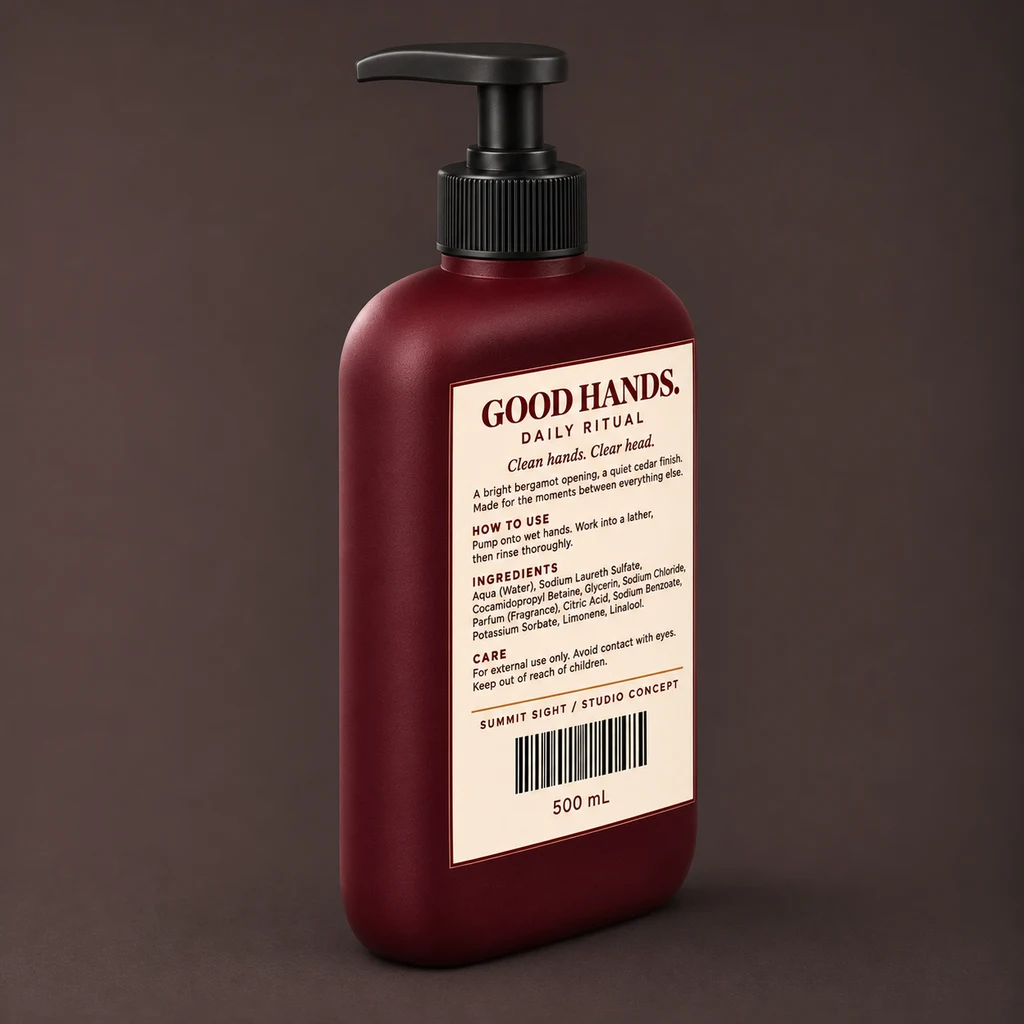 GOOD HANDS.
DAILY RITUAL
Clean hands. Clear head.
A bright bergamot opening, a quiet cedar finish.
Made for the moments between everything else.
HOW TO USE
Pump onto wet hands. Work into a lather,
then rinse thoroughly.
INGREDIENTS
Aqua (Water), Sodium Laureth Sulfate,
Cocamidopropyl Betaine, Glycerin, Sodium Chloride,
Parfum (Fragrance), Citric Acid, Sodium Benzoate,
Potassium Sorbate, Limonene, Linalool.
CARE
For external use only. Avoid contact with eyes.
Keep out of reach of children.
SUMMIT SIGHT / STUDIO CONCEPT
500 mL